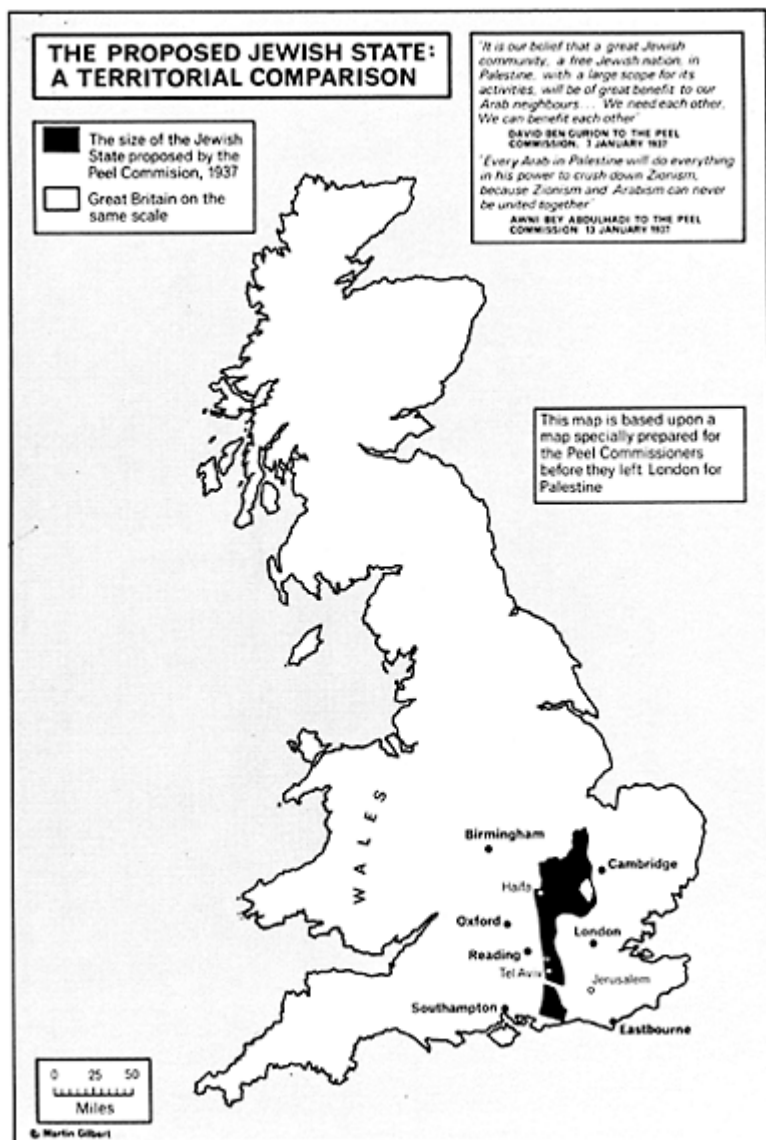 THE PROPOSED JEWISH STATE:
A TERRITORIAL COMPARISON
The size of the Jewish
State proposed by the
Peel Commision, 1937
Great Britain on the
same scale
'It is our belief that a great Jewish
community, a free Jewish nation, in
Palestine, with a large scope for its
activities, will be of great benefit to our
Arab neighbours... We need each other.
We can benefit each other'
DAVID BEN GURION TO THE PEEL
COMMISSION, 7 JANUARY 1937
'Every Arab in Palestine will do everything
in his power to crush down Zionism,
because Zionism and Arabism can never
be united together'
AWNI BEY ABDULHADI TO THE PEEL
COMMISSION 13 JANUARY 1937
This map is based upon a
map specially prepared for
the Peel Commissioners
before they left London for
Palestine
WALES
Birmingham
Cambridge
Haifa
Oxford
London
Reading
Tel Aviv
Jerusalem
Southampton
Eastbourne
0 25 50
Miles
© Martin Gilbert